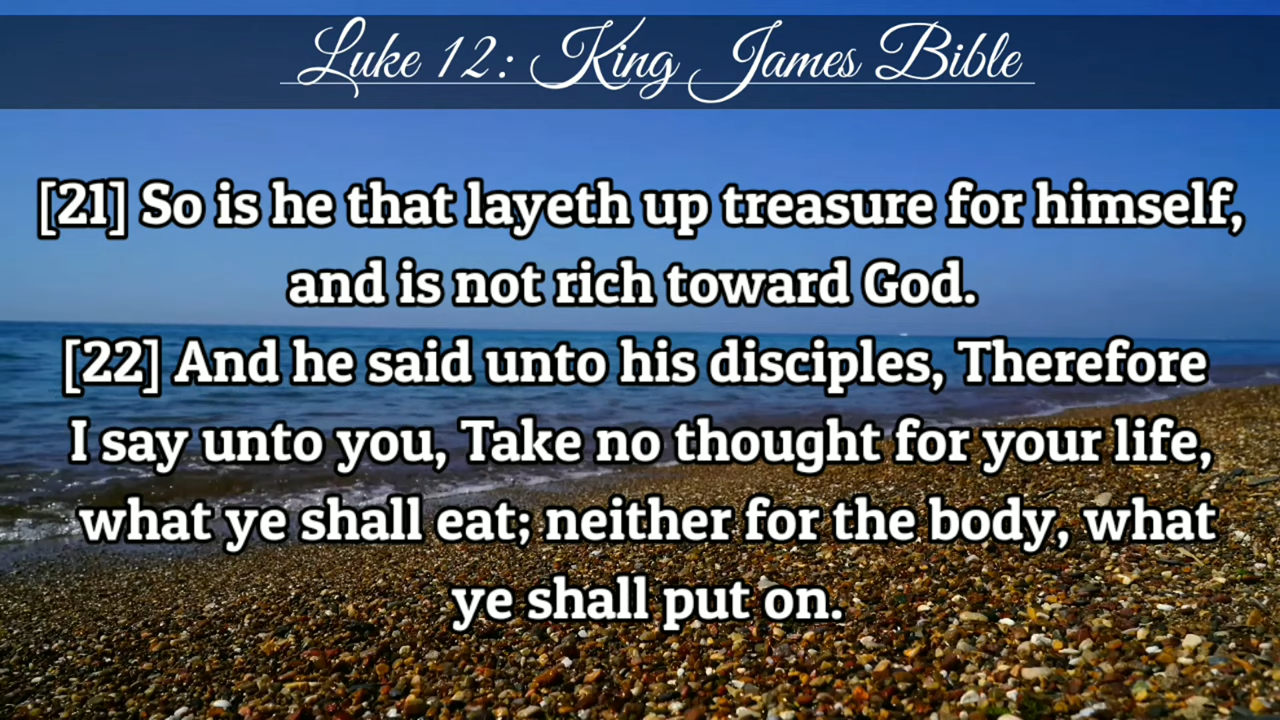 Luke 12: King James Bible
[21] So is he that layeth up treasure for himself,
and is not rich toward God.
[22] And he said unto his disciples, Therefore
I say unto you, Take no thought for your life,
what ye shall eat; neither for the body, what
ye shall put on.